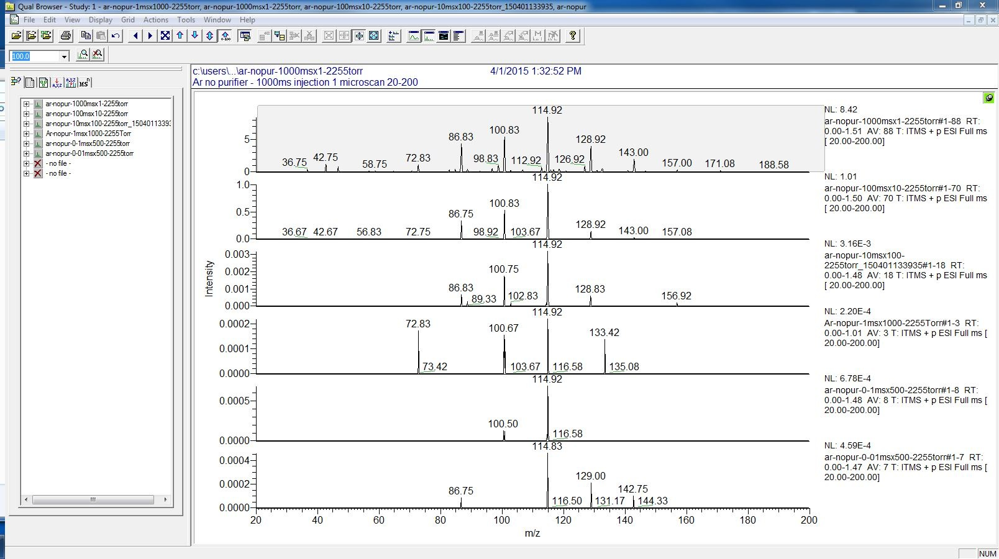 Qual Browser - Study: 1 - ar-nopur-1msx1000-2255torr, ar-nopur-1000msx1-2255torr, ar-nopur-100msx10-2255torr, ar-nopur-10msx100-2255torr_150401133935, ar-nopur
File Edit View Display Grid Actions Tools Window Help
100.0
ar-nopur-1000msx1-2255torr
ar-nopur-100msx10-2255torr
ar-nopur-10msx100-2255torr_15040113393
Ar-nopur-1msx1000-2255Torr
ar-nopur-0-1msx500-2255torr
ar-nopur-0-01msx500-2255torr
- no file -
- no file -
c:\users\...\ar-nopur-1000msx1-2255torr 4/1/2015 1:32:52 PM
Ar no purifier - 1000ms injection 1 microscan 20-200
114.92
100.83
86.83
128.92
143.00
36.75 42.75 58.75 72.83 98.83 112.92 126.92 157.00 171.08 188.58
5
0
NL: 8.42
ar-nopur-1000msx1-2255torr#1-88 RT:
0.00-1.51 AV: 88 T: ITMS + p ESI Full ms
[ 20.00-200.00]
114.92
1.0
100.83
0.5
86.75
128.92
36.67 42.67 56.83 72.75 98.92 103.67 143.00 157.08
0.0
NL: 1.01
ar-nopur-100msx10-2255torr#1-70 RT:
0.00-1.50 AV: 70 T: ITMS + p ESI Full ms
[ 20.00-200.00]
114.92
0.003
0.002
100.75
0.001
86.83
128.83
89.33 102.83 156.92
0.000
NL: 3.16E-3
ar-nopur-10msx100-
2255torr_150401133935#1-18 RT:
0.00-1.48 AV: 18 T: ITMS + p ESI Full ms
[ 20.00-200.00]
Intensity
114.92
0.0002
72.83
100.67
133.42
0.0001
73.42 103.67 116.58 135.08
0.0000
NL: 2.20E-4
Ar-nopur-1msx1000-2255Torr#1-3 RT:
0.00-1.01 AV: 3 T: ITMS + p ESI Full ms [
20.00-200.00]
114.92
0.0005
100.50
116.58
0.0000
NL: 6.78E-4
ar-nopur-0-1msx500-2255torr#1-8 RT:
0.00-1.48 AV: 8 T: ITMS + p ESI Full ms [
20.00-200.00]
114.83
0.0004
129.00
0.0002
86.75 142.75
116.50 131.17 144.33
0.0000
NL: 4.59E-4
ar-nopur-0-01msx500-2255torr#1-7 RT:
0.00-1.47 AV: 7 T: ITMS + p ESI Full ms [
20.00-200.00]
20 40 60 80 100 120 140 160 180 200
m/z
NUM